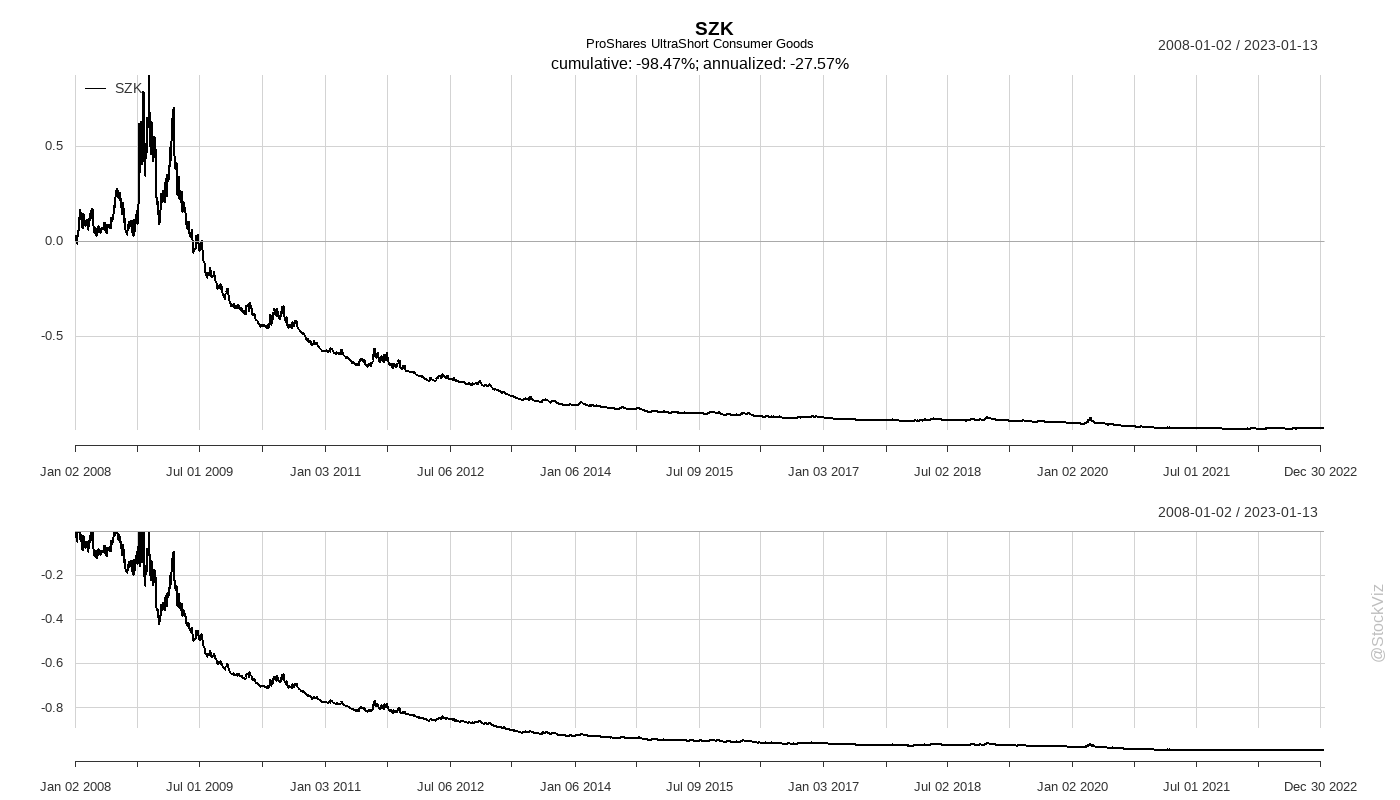 SZK
ProShares UltraShort Consumer Goods
cumulative: -98.47%; annualized: -27.57%
2008-01-02 / 2023-01-13
SZK
0.5
0.0
-0.5
Jan 02 2008 Jul 01 2009 Jan 03 2011 Jul 06 2012 Jan 06 2014 Jul 09 2015 Jan 03 2017 Jul 02 2018 Jan 02 2020 Jul 01 2021 Dec 30 2022
2008-01-02 / 2023-01-13
-0.2
-0.4
-0.6
-0.8
Jan 02 2008 Jul 01 2009 Jan 03 2011 Jul 06 2012 Jan 06 2014 Jul 09 2015 Jan 03 2017 Jul 02 2018 Jan 02 2020 Jul 01 2021 Dec 30 2022
@StockViz